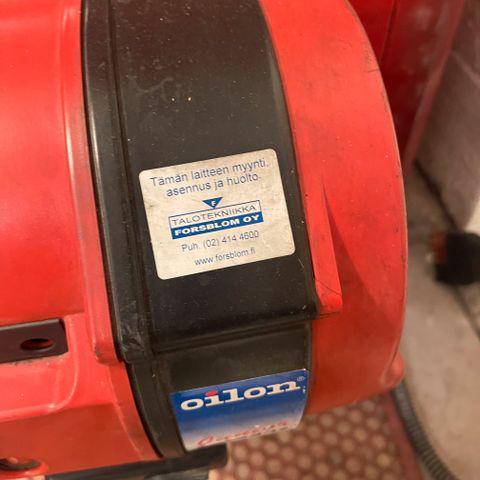 Tämän laitteen myynti,
asennus ja huolto.
F
TALOTEKNIIKKA
FORSBLOM OY
Puh. (02) 414 4600
www.forsblom.fi
oilon®